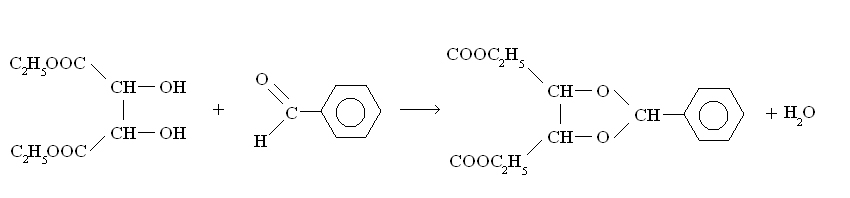 C2H5OOC
CH—OH
CH—OH
C2H5OOC
+
O
C
H
COOC2H5
CH—O
CH—O
COOC2H5
CH
+ H2O